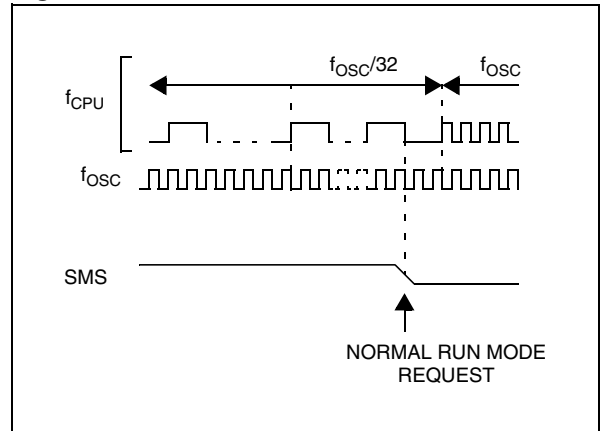 fOSC/32 fOSC
fCPU
fOSC
SMS
NORMAL RUN MODE
REQUEST